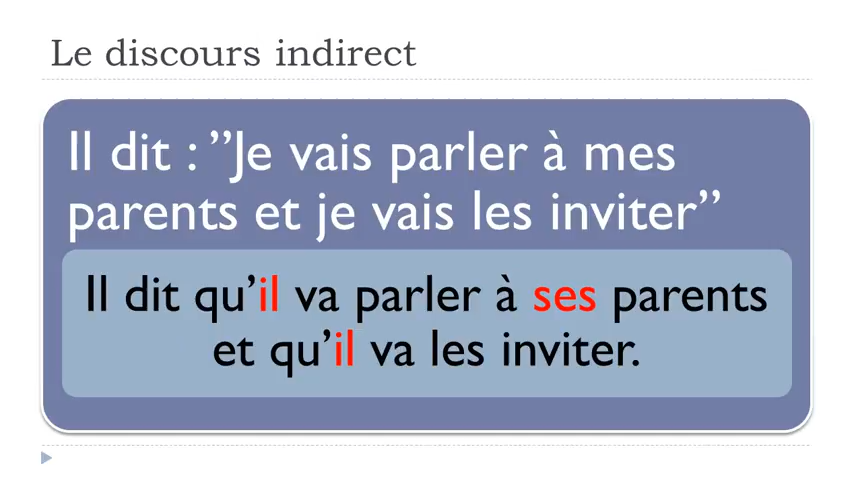 Le discours indirect
Il dit : ”Je vais parler à mes
parents et je vais les inviter”
Il dit qu’il va parler à ses parents
et qu’il va les inviter.